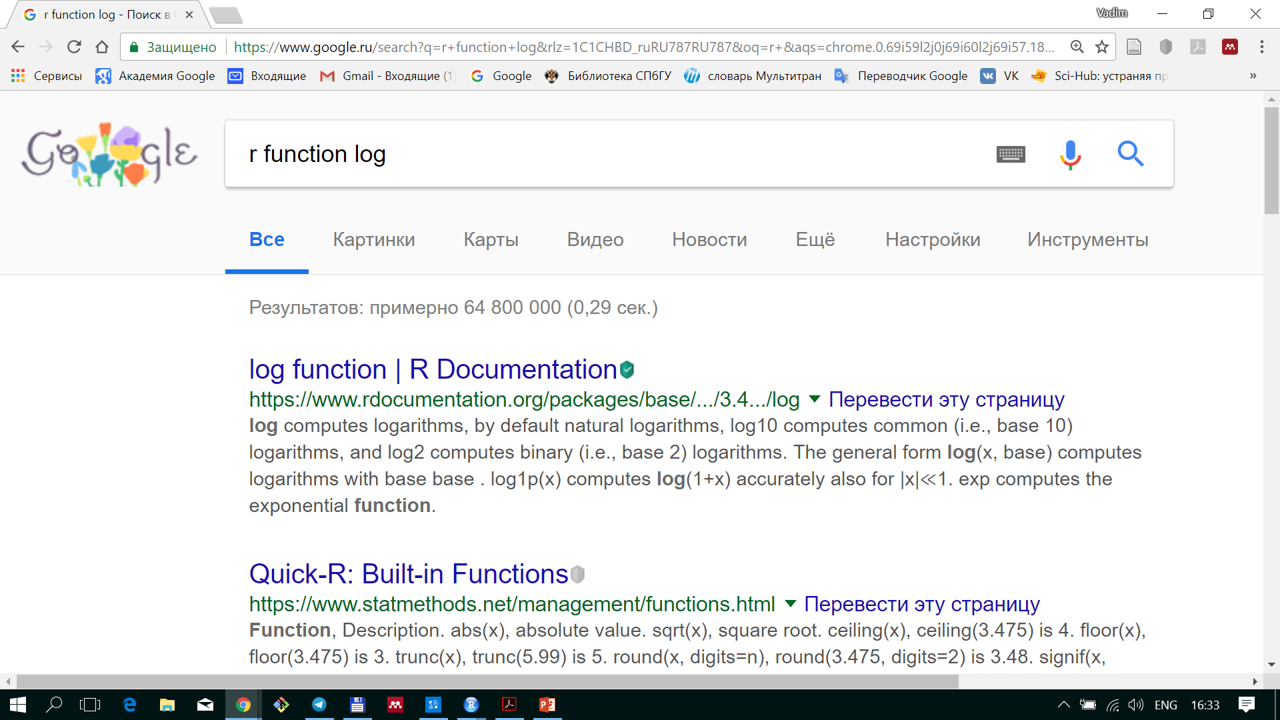 r function log - Поиск в
Vadim
Защищено
https://www.google.ru/search?q=r+function+log&rlz=1C1CHBD_ruRU787RU787&oq=r+&aqs=chrome.0.69i59l2j0j69i60l2j69i57.18...
Сервисы Академия Google Входящие Gmail - Входящие (1 Google Библиотека СПбГУ словарь Мультитран Переводчик Google VK Sci-Hub: устраняя пр
Google
r function log
Все Картинки Карты Видео Новости Ещё Настройки Инструменты
Результатов: примерно 64 800 000 (0,29 сек.)
log function | R Documentation
https://www.rdocumentation.org/packages/base/.../3.4.../log Перевести эту страницу
log computes logarithms, by default natural logarithms, log10 computes common (i.e., base 10)
logarithms, and log2 computes binary (i.e., base 2) logarithms. The general form log(x, base) computes
logarithms with base base . log1p(x) computes log(1+x) accurately also for |x|≪1. exp computes the
exponential function.
Quick-R: Built-in Functions
https://www.statmethods.net/management/functions.html Перевести эту страницу
Function, Description. abs(x), absolute value. sqrt(x), square root. ceiling(x), ceiling(3.475) is 4. floor(x),
floor(3.475) is 3. trunc(x), trunc(5.99) is 5. round(x, digits=n), round(3.475, digits=2) is 3.48. signif(x,
ENG 16:33